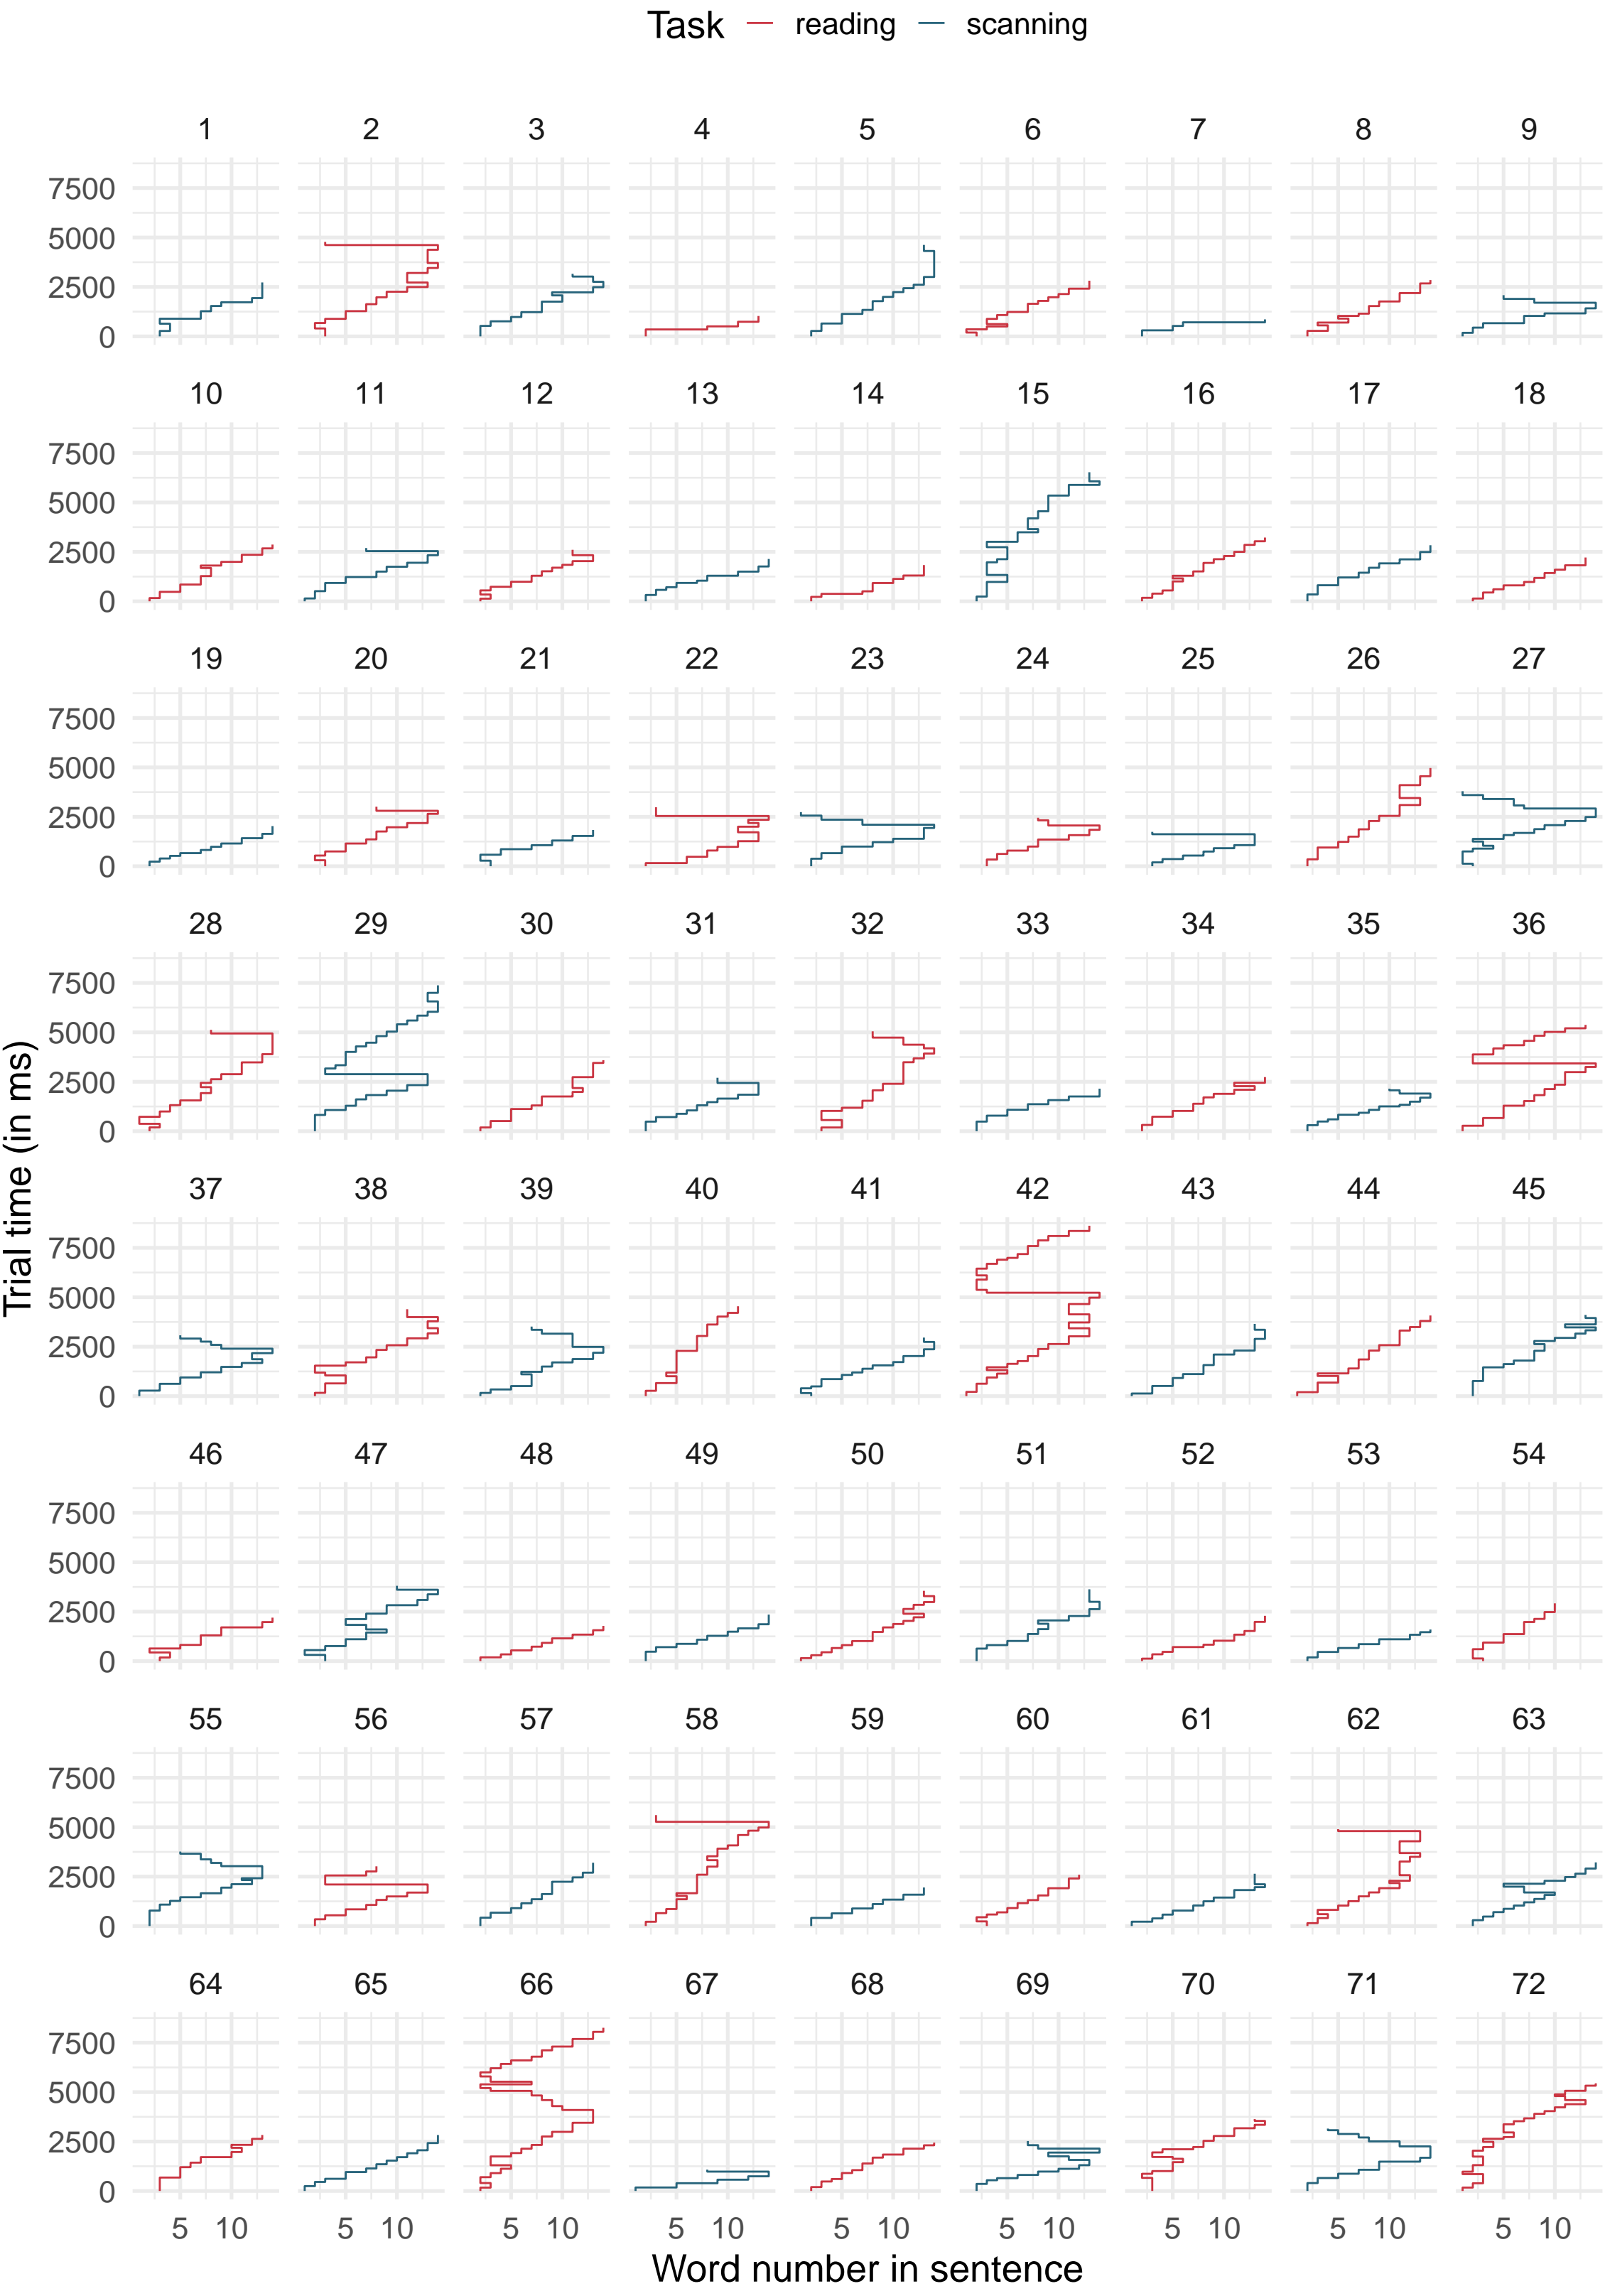 Task reading scanning
1 2 3 4 5 6 7 8 9
7500
5000
2500
0
10 11 12 13 14 15 16 17 18
7500
5000
2500
0
19 20 21 22 23 24 25 26 27
7500
5000
2500
0
28 29 30 31 32 33 34 35 36
7500
5000
2500
0
37 38 39 40 41 42 43 44 45
7500
5000
2500
0
46 47 48 49 50 51 52 53 54
7500
5000
2500
0
55 56 57 58 59 60 61 62 63
7500
5000
2500
0
64 65 66 67 68 69 70 71 72
7500
5000
2500
0
5 10 5 10 5 10 5 10 5 10 5 10 5 10 5 10 5 10
Word number in sentence
Trial time (in ms)